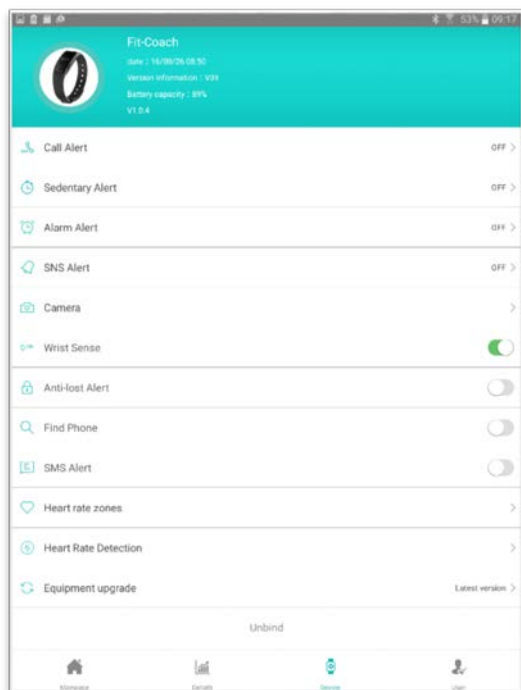 53% 09:17
Fit-Coach
date : 16/09/26 08:50
Version information : V39
Battery capacity : 89%
V1.0.4
Call Alert OFF
Sedentary Alert OFF
Alarm Alert OFF
SNS Alert OFF
Camera
Wrist Sense
Anti-lost Alert
Find Phone
SMS Alert
Heart rate zones
Heart Rate Detection
Equipment upgrade Latest version
Unbind
Details Device User